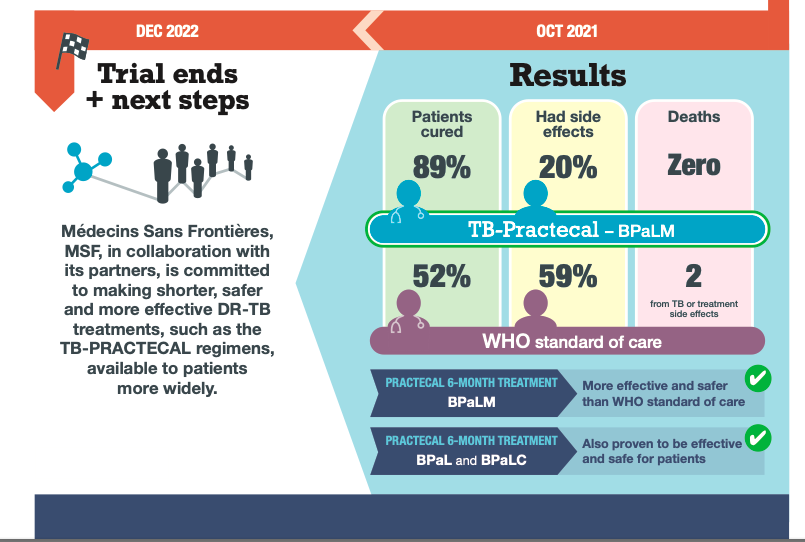 DEC 2022
OCT 2021
Trial ends
+ next steps
Médecins Sans Frontières,
MSF, in collaboration with
its partners, is committed
to making shorter, safer
and more effective DR-TB
treatments, such as the
TB-PRACTECAL regimens,
available to patients
more widely.
Results
Patients
cured
89%
Had side
effects
20%
Deaths
Zero
TB-Practecal – BPaLM
52%
59%
2
from TB or treatment
side effects
WHO standard of care
PRACTECAL 6-MONTH TREATMENT
BPaLM
More effective and safer
than WHO standard of care
PRACTECAL 6-MONTH TREATMENT
BPaL and BPaLC
Also proven to be effective
and safe for patients